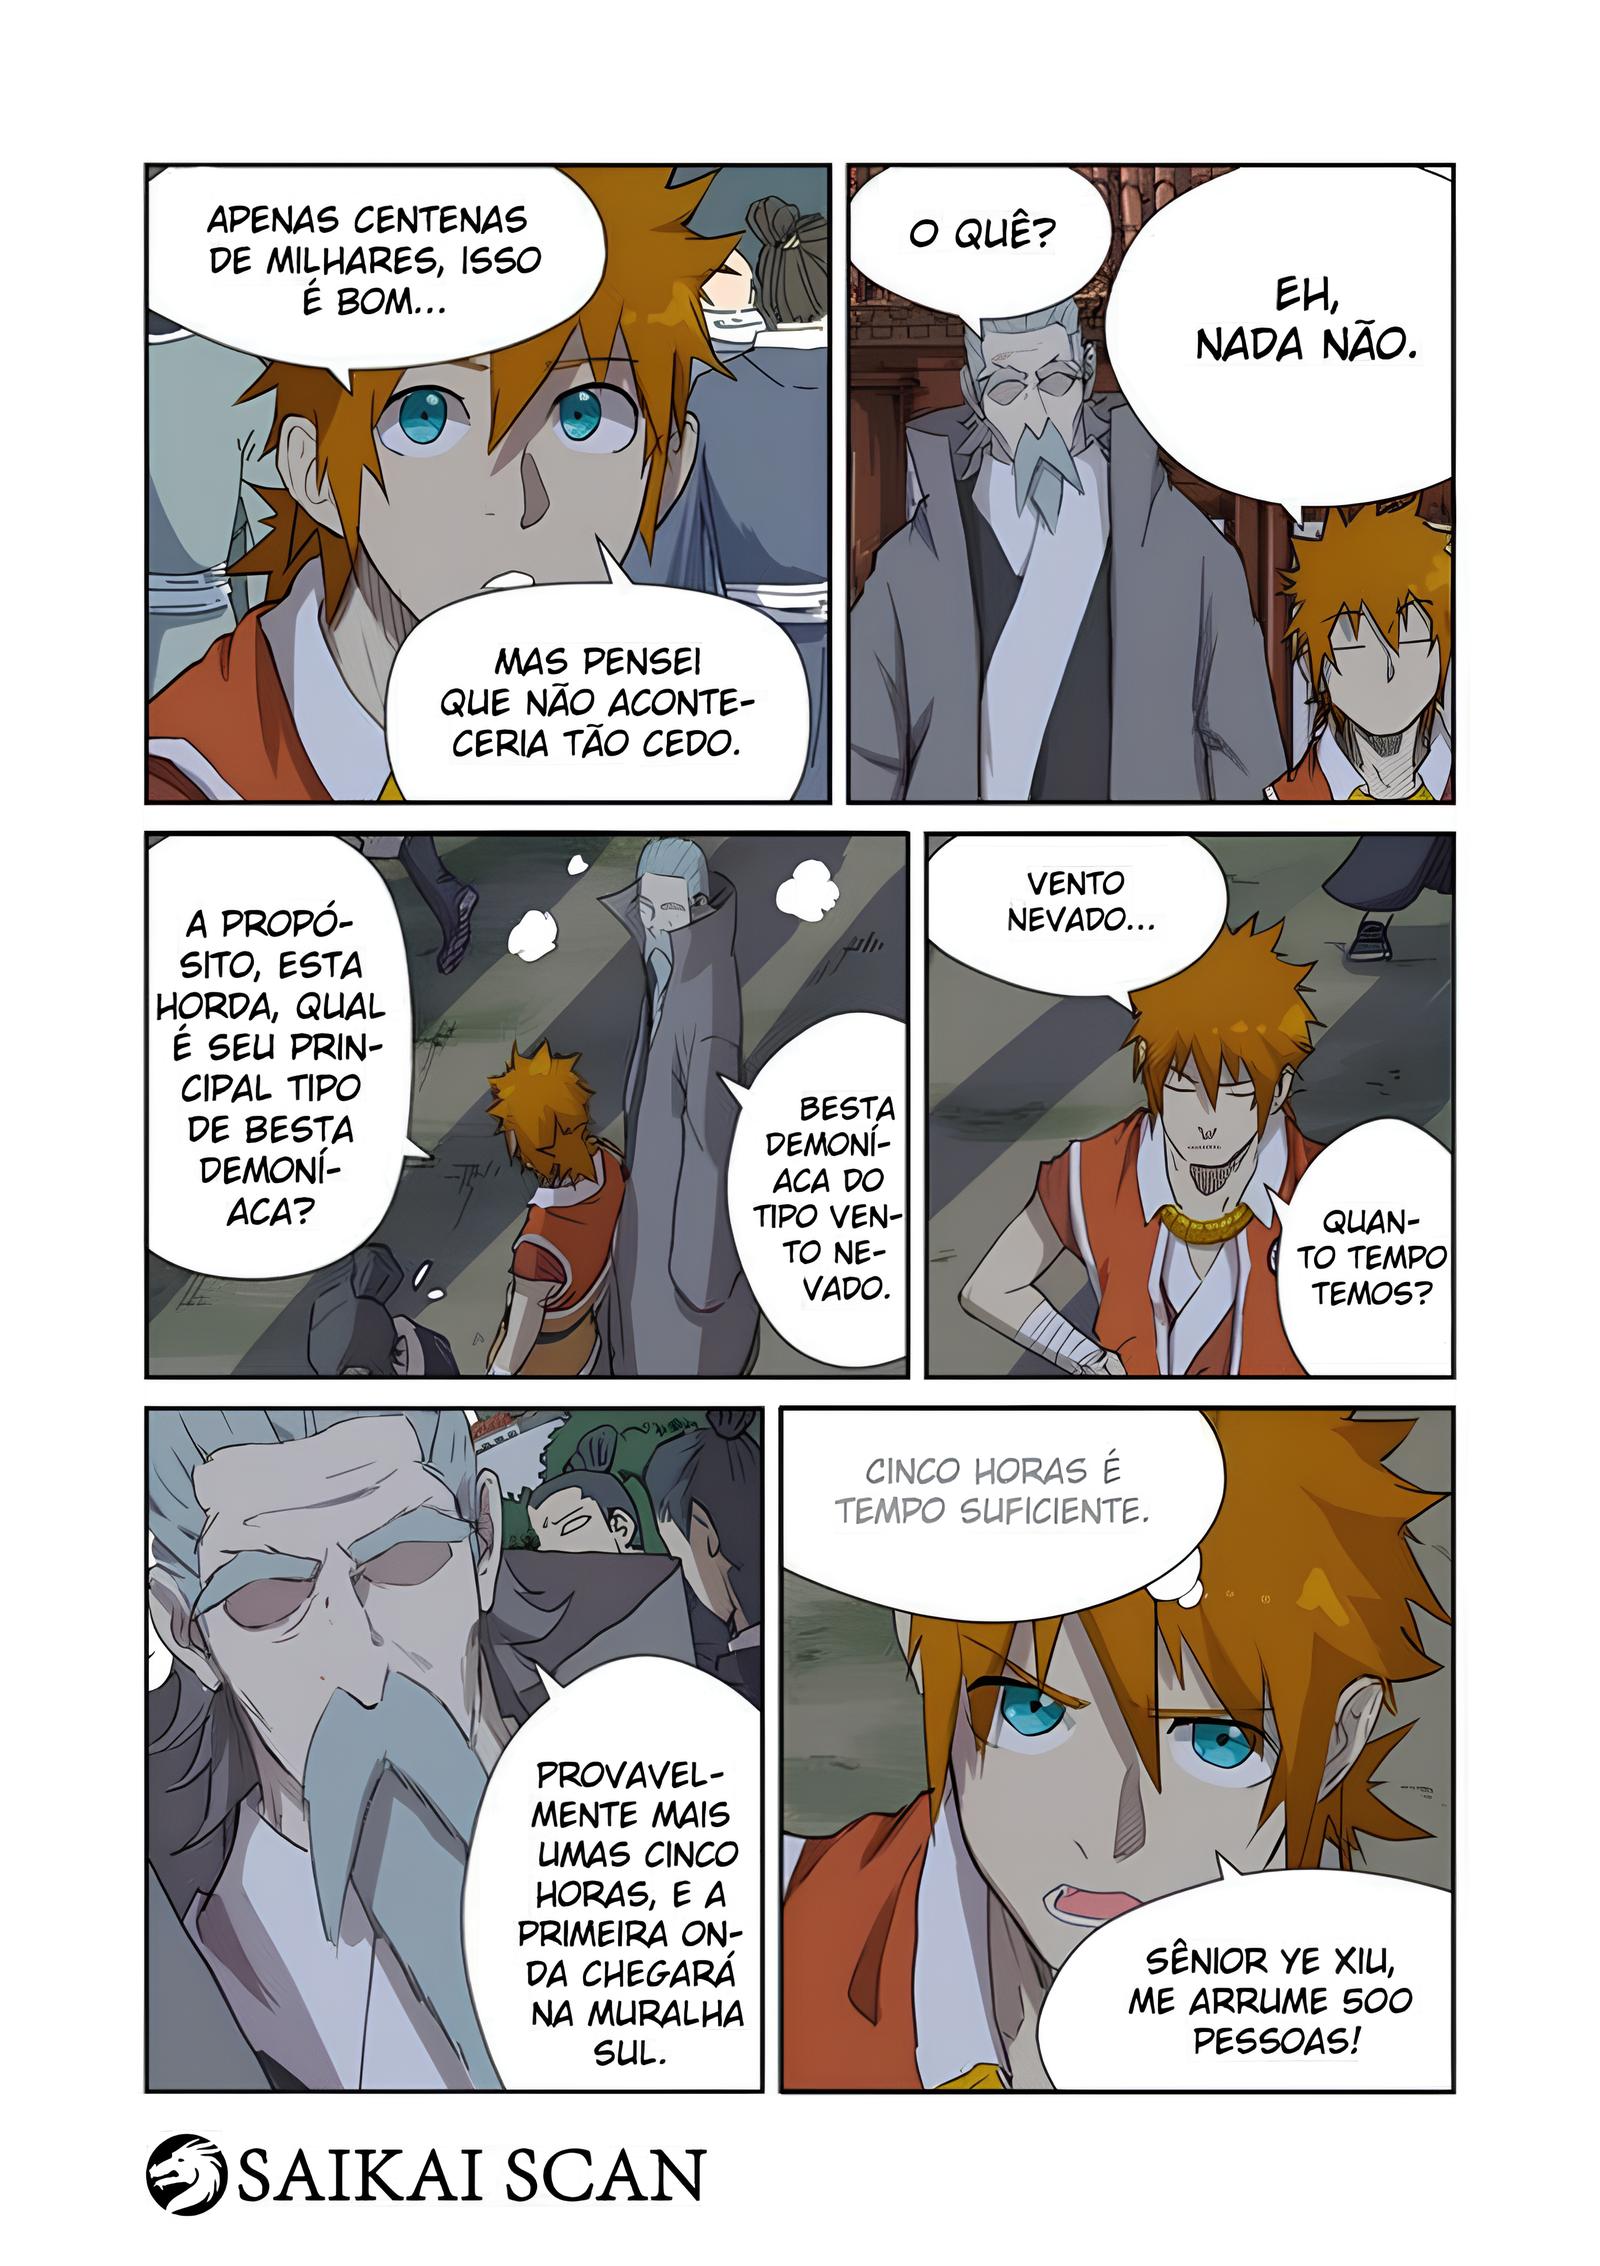 APENAS CENTENAS
DE MILHARES, ISSO
É BOM...
MAS PENSEI
QUE NÃO ACONTE-
CERIA TÃO CEDO.
O QUÊ?
EH,
NADA NÃO.
A PROPÓ-
SITO, ESTA
HORDA, QUAL
É SEU PRIN-
CIPAL TIPO
DE BESTA
DEMONÍ-
ACA?
BESTA
DEMONÍ-
ACA DO
TIPO VEN-
TO NE-
VADO.
VENTO
NEVADO...
QUAN-
TO TEMPO
TEMOS?
PROVAVEL-
MENTE MAIS
UMAS CINCO
HORAS, E A
PRIMEIRA ON-
DA CHEGARÁ
NA MURALHA
SUL.
CINCO HORAS É
TEMPO SUFICIENTE.
SÊNIOR YE XIU,
ME ARRUME 500
PESSOAS!
SAIKAI SCAN